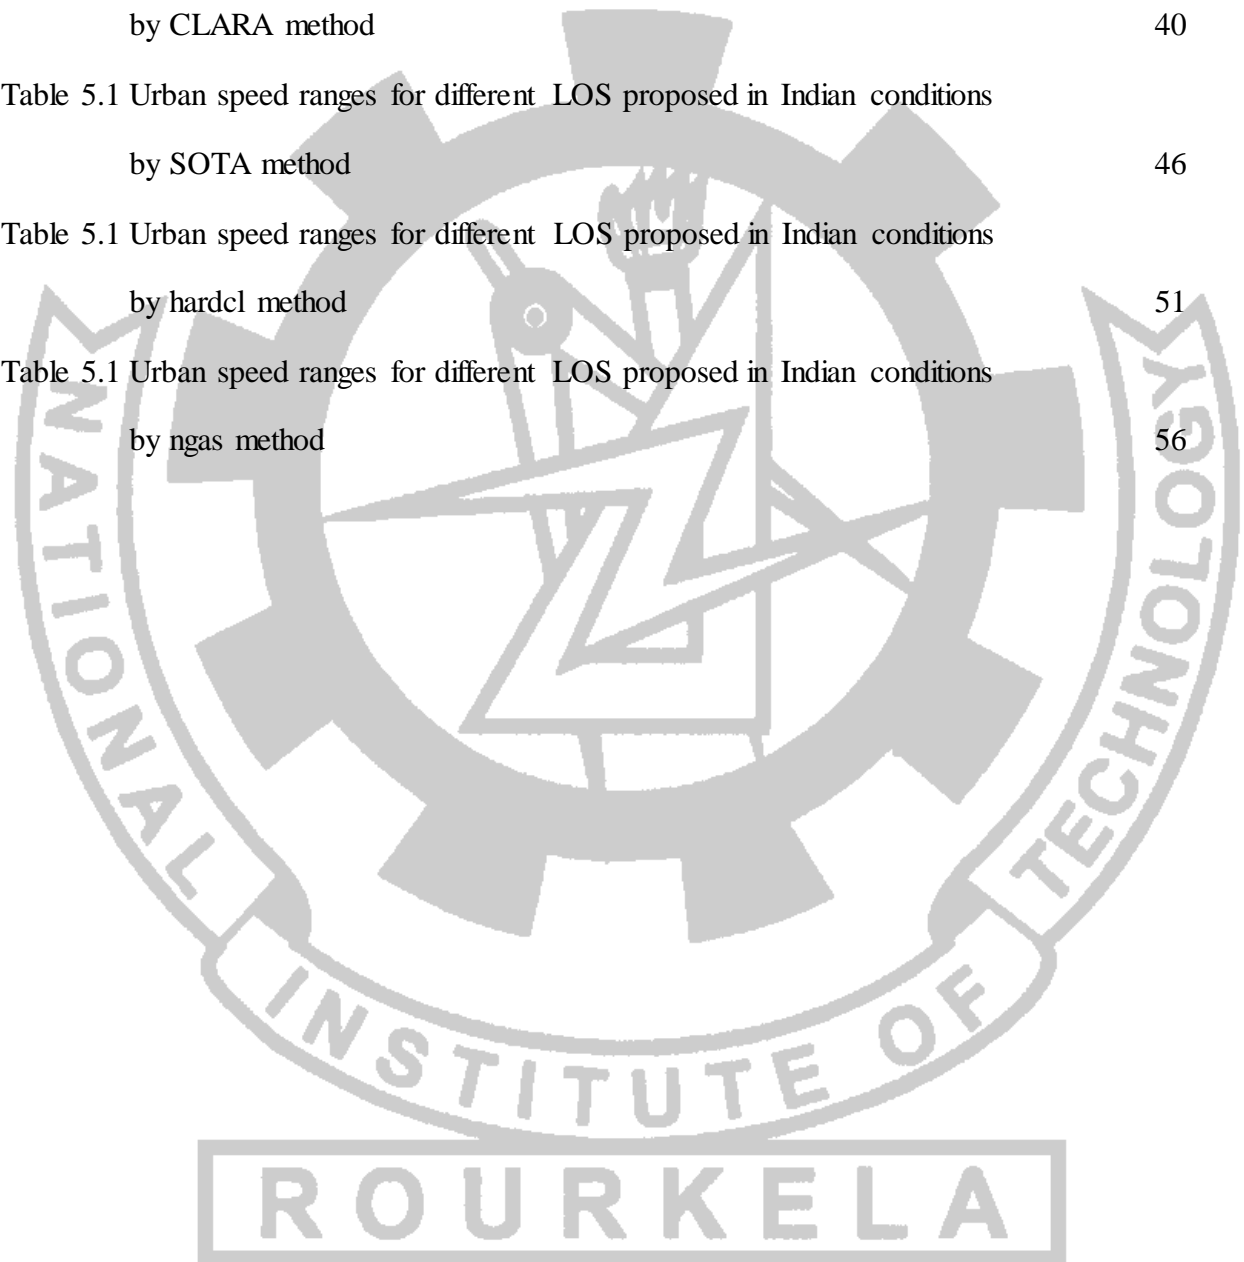 by CLARA method 40
Table 5.1 Urban speed ranges for different LOS proposed in Indian conditions
by SOTA method 46
Table 5.1 Urban speed ranges for different LOS proposed in Indian conditions
by hardcl method 51
Table 5.1 Urban speed ranges for different LOS proposed in Indian conditions
by ngas method 56
NATIONAL INSTITUTE OF TECHNOLOGY
ROURKELA